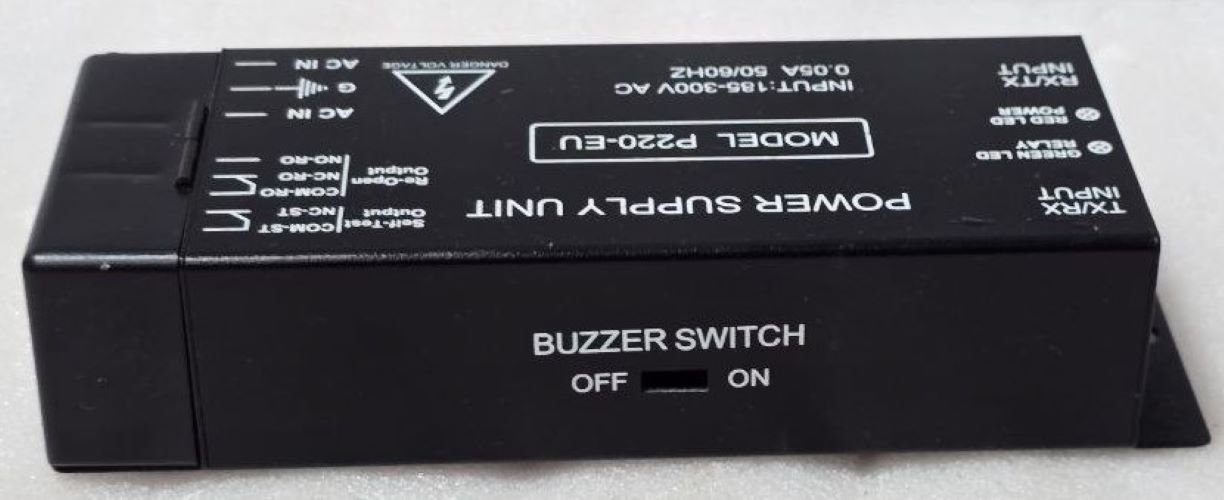 POWER SUPPLY UNIT
MODEL P220-EU
INPUT:185-300V AC
0.05A 50/60HZ
DANGER VOLTAGE
TX/RX
INPUT
GREEN LED
RELAY
RED LED
POWER
RX/TX
INPUT
Self-Test
Output
COM-ST
NC-ST
Re-Open
Output
COM-RO
NC-RO
NO-RO
AC IN
G
AC IN
BUZZER SWITCH
OFF ON